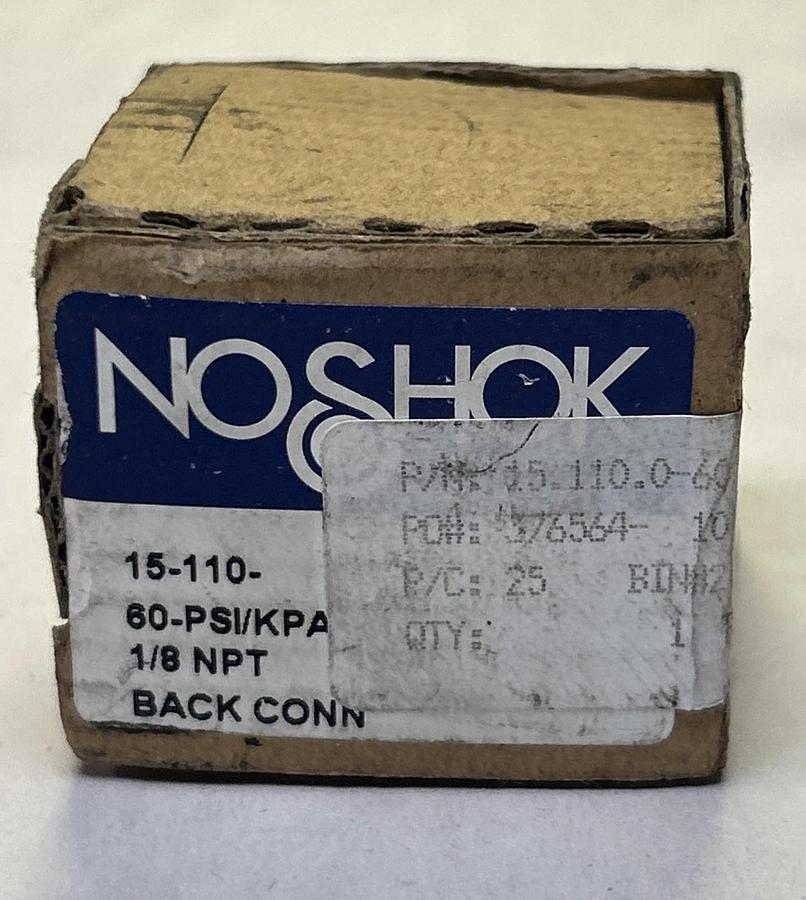 NOSHOK
15-110-
60-PSI/KPA
1/8 NPT
BACK CONN
P/N: 15.110.0-60
PO#: 376564- 10
P/C: 25 BIN#2
QTY: 1